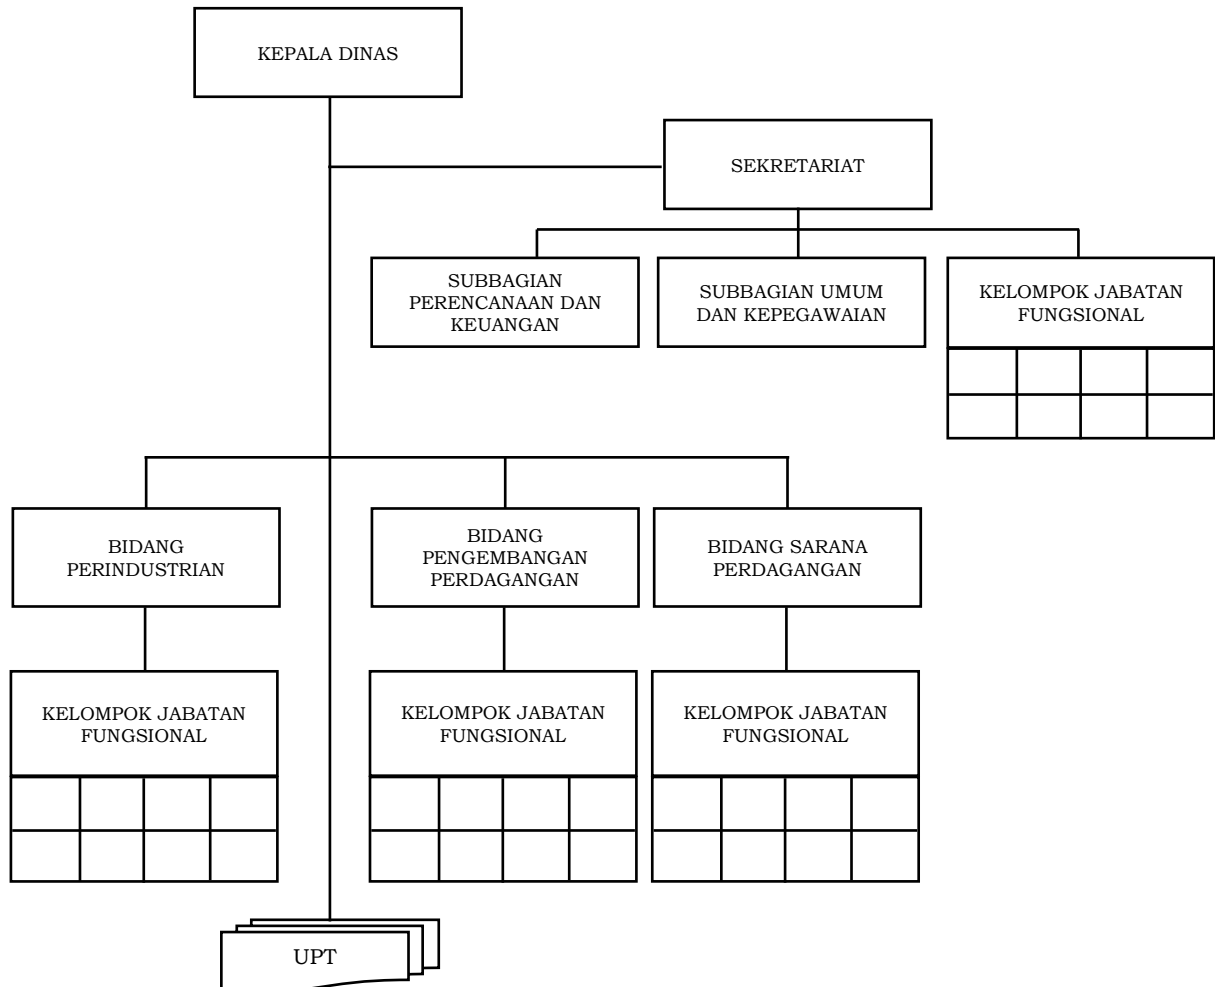 KEPALA DINAS
SEKRETARIAT
SUBBAGIAN
PERENCANAAN DAN
KEUANGAN
SUBBAGIAN UMUM
DAN KEPEGAWAIAN
KELOMPOK JABATAN
FUNGSIONAL
BIDANG
PERINDUSTRIAN
BIDANG
PENGEMBANGAN
PERDAGANGAN
BIDANG SARANA
PERDAGANGAN
KELOMPOK JABATAN
FUNGSIONAL
KELOMPOK JABATAN
FUNGSIONAL
KELOMPOK JABATAN
FUNGSIONAL
UPT